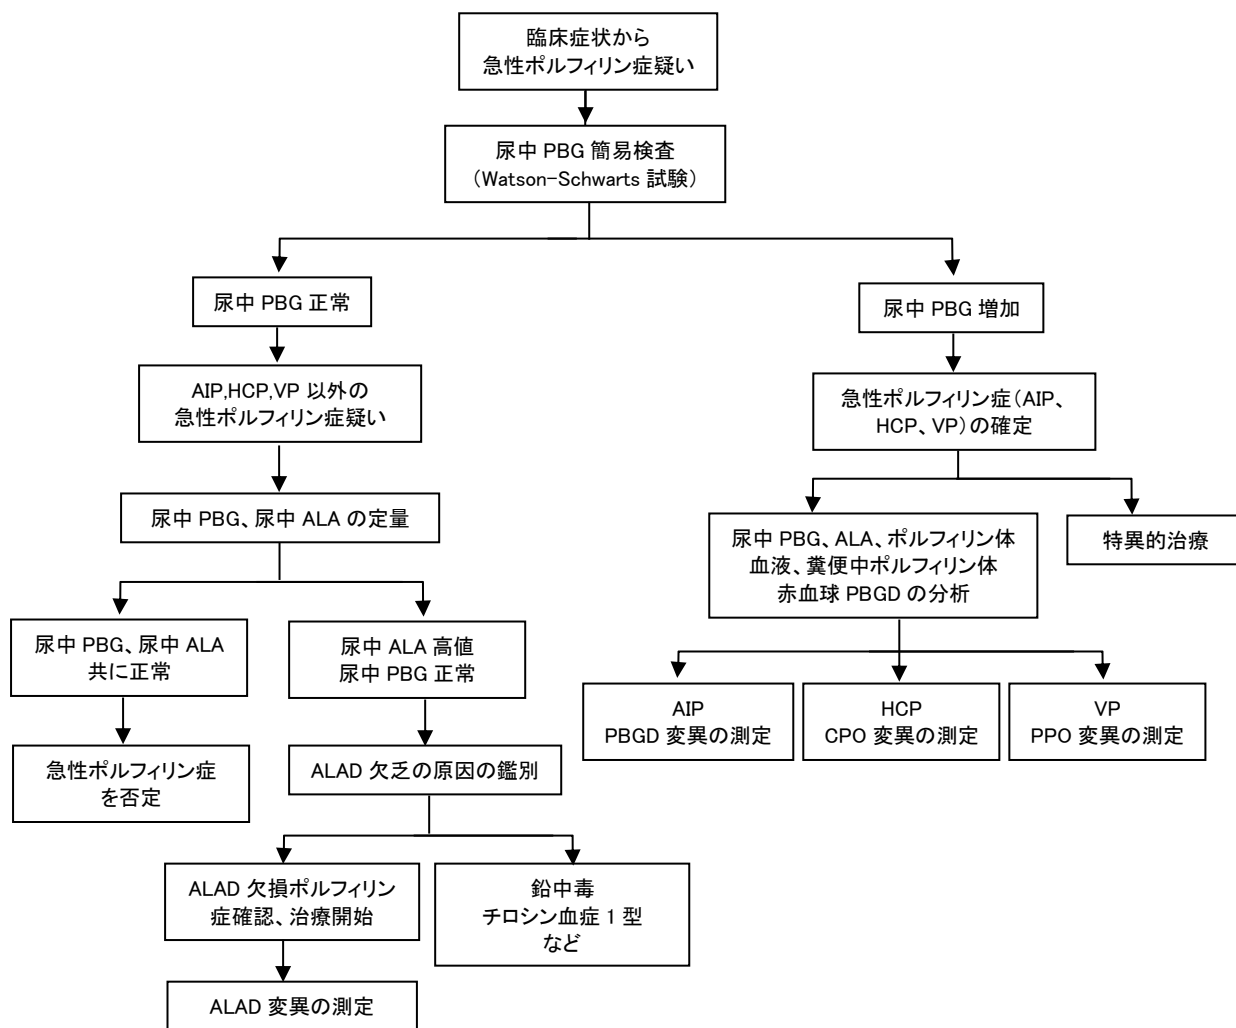 臨床症状から
急性ポルフィリン症疑い
尿中 PBG 簡易検査
（Watson-Schwarts 試験）
尿中 PBG 正常
尿中 PBG 増加
AIP,HCP,VP 以外の
急性ポルフィリン症疑い
急性ポルフィリン症（AIP、
HCP、VP）の確定
尿中 PBG、尿中 ALA の定量
尿中 PBG、ALA、ポルフィリン体
血液、糞便中ポルフィリン体
赤血球 PBGD の分析
特異的治療
尿中 PBG、尿中 ALA
共に正常
尿中 ALA 高値
尿中 PBG 正常
AIP
PBGD 変異の測定
HCP
CPO 変異の測定
VP
PPO 変異の測定
急性ポルフィリン症
を否定
ALAD 欠乏の原因の鑑別
ALAD 欠損ポルフィリン
症確認、治療開始
鉛中毒
チロシン血症 1 型
など
ALAD 変異の測定